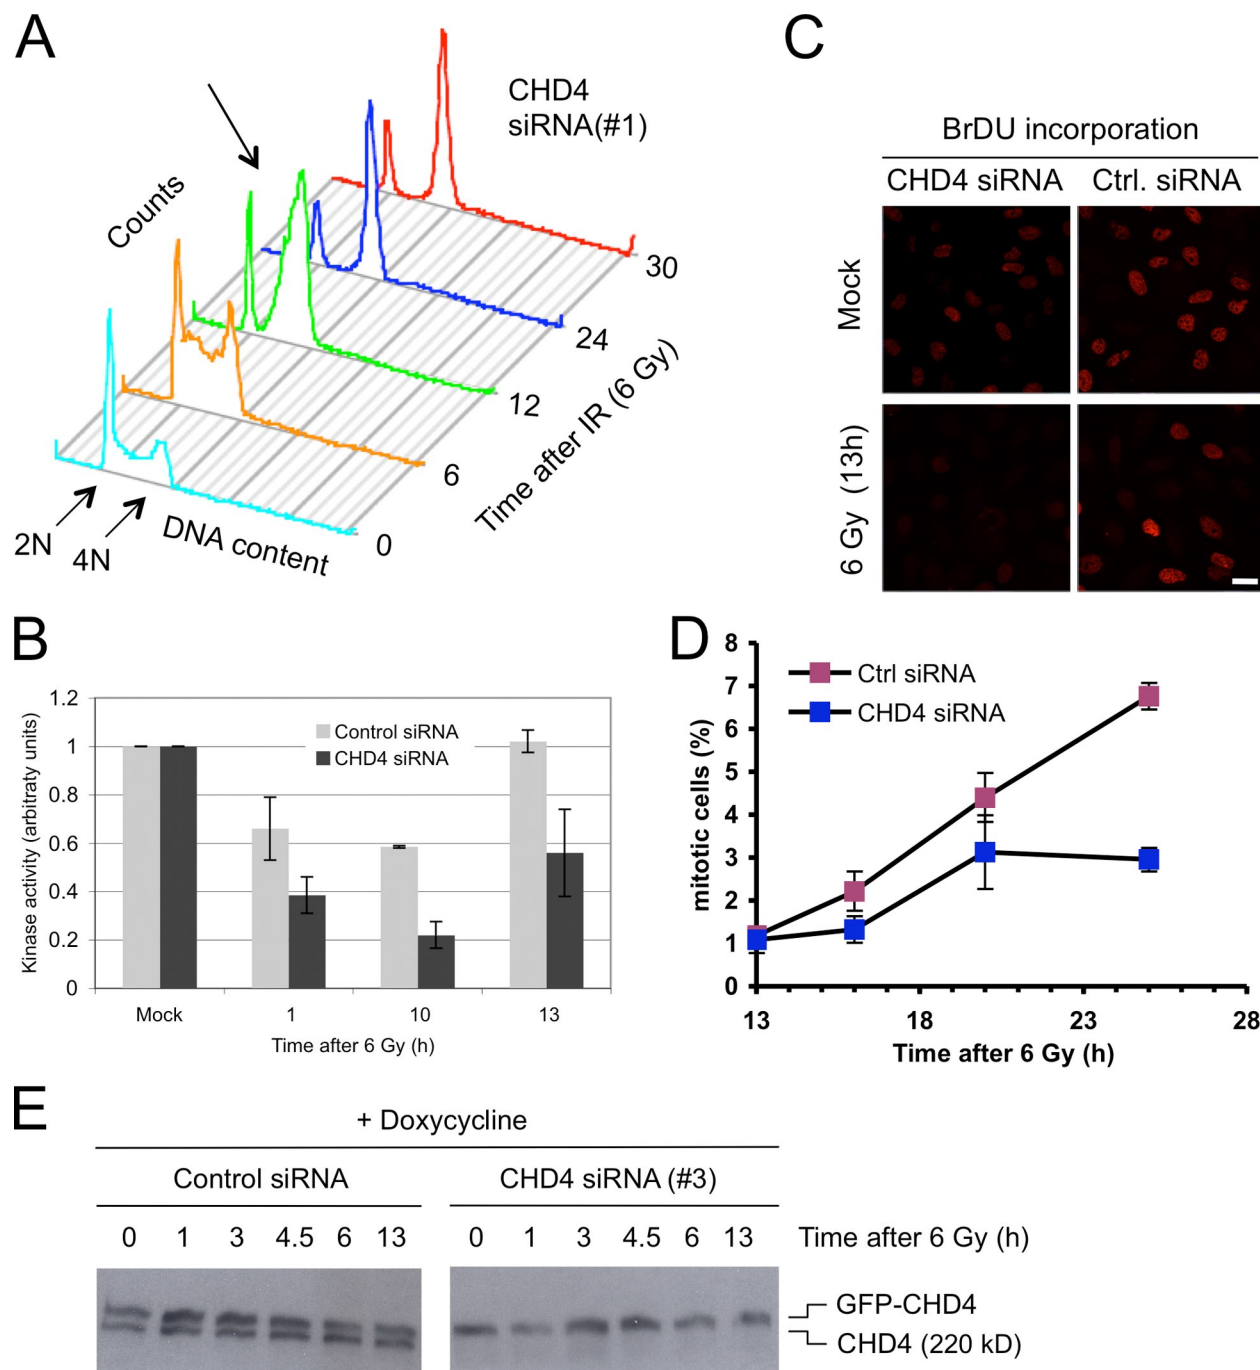 A
CHD4
siRNA(#1)
Counts
30
24
12
6
0
Time after IR (6 Gy)
2N
4N
DNA content
C
BrDU incorporation
CHD4 siRNA
Ctrl. siRNA
Mock
6 Gy (13h)
B
Kinase activity (arbitraty units)
1.2
1
0.8
0.6
0.4
0.2
0
Control siRNA
CHD4 siRNA
Mock
1
10
13
Time after 6 Gy (h)
D
mitotic cells (%)
8
7
6
5
4
3
2
1
0
Ctrl siRNA
CHD4 siRNA
13
18
23
28
Time after 6 Gy (h)
E
+ Doxycycline
Control siRNA
CHD4 siRNA (#3)
0 1 3 4.5 6 13
0 1 3 4.5 6 13
Time after 6 Gy (h)
GFP-CHD4
CHD4 (220 kD)